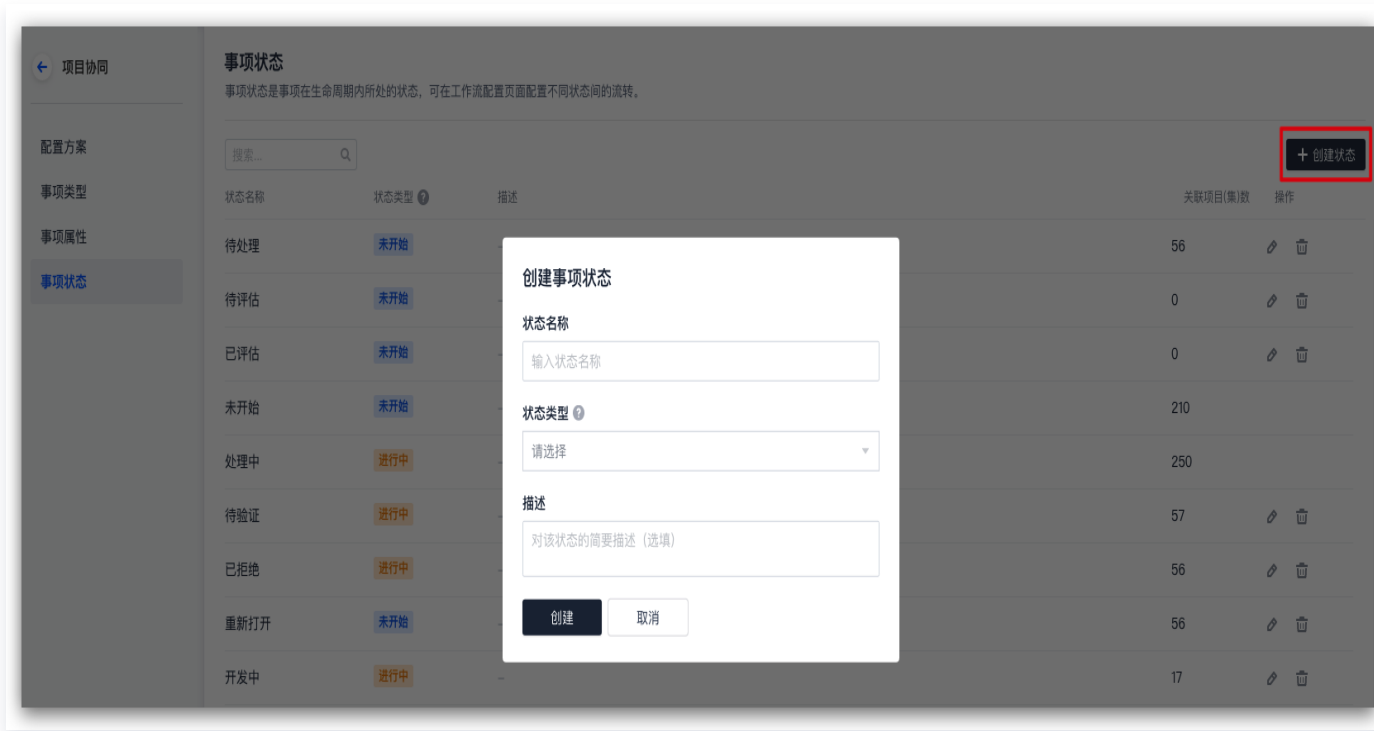 项目协同
配置方案
事项类型
事项属性
事项状态
事项状态
事项状态是事项在生命周期内所处的状态，可在工作流配置页面配置不同状态间的流转。
搜索...
+ 创建状态
状态名称 状态类型 ? 描述 关联项目(集)数 操作
待处理 未开始 - 56
待评估 未开始 - 0
已评估 未开始 - 0
未开始 未开始 - 210
处理中 进行中 - 250
待验证 进行中 - 57
已拒绝 进行中 - 56
重新打开 未开始 - 56
开发中 进行中 - 17
创建事项状态
状态名称
输入状态名称
状态类型 ?
请选择
描述
对该状态的简要描述（选填）
创建 取消